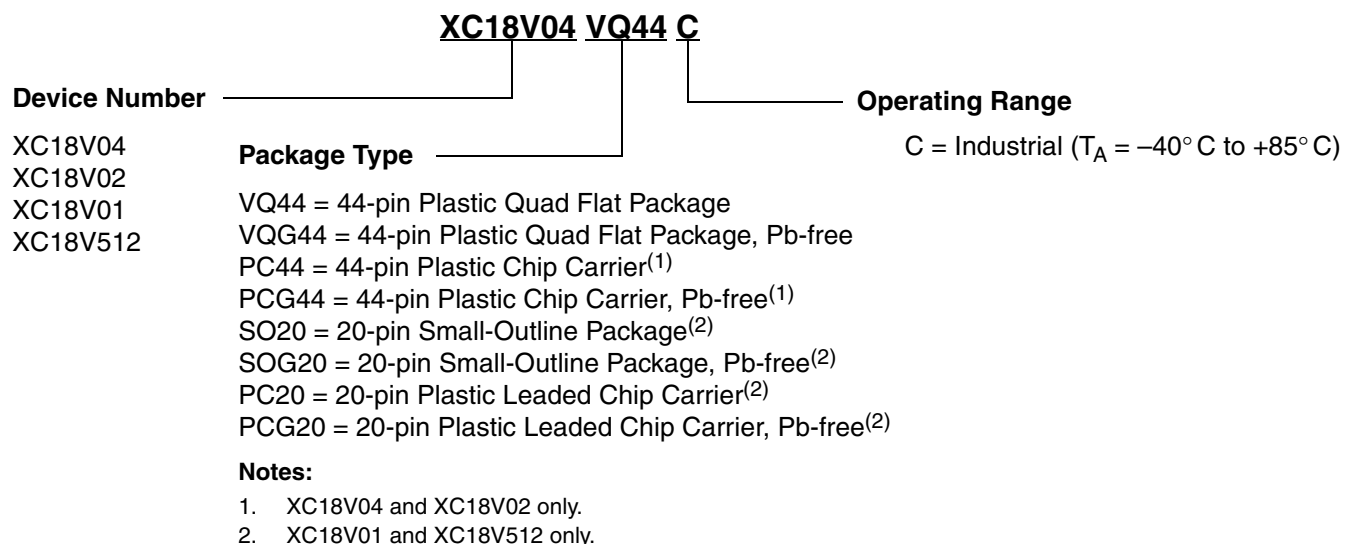 XC18V04 VQ44 C
Device Number
XC18V04
XC18V02
XC18V01
XC18V512
Package Type
VQ44 = 44-pin Plastic Quad Flat Package
VQG44 = 44-pin Plastic Quad Flat Package, Pb-free
PC44 = 44-pin Plastic Chip Carrier(1)
PCG44 = 44-pin Plastic Chip Carrier, Pb-free(1)
SO20 = 20-pin Small-Outline Package(2)
SOG20 = 20-pin Small-Outline Package, Pb-free(2)
PC20 = 20-pin Plastic Leaded Chip Carrier(2)
PCG20 = 20-pin Plastic Leaded Chip Carrier, Pb-free(2)
Notes:
1. XC18V04 and XC18V02 only.
2. XC18V01 and XC18V512 only.
Operating Range
C = Industrial (TA = –40° C to +85° C)